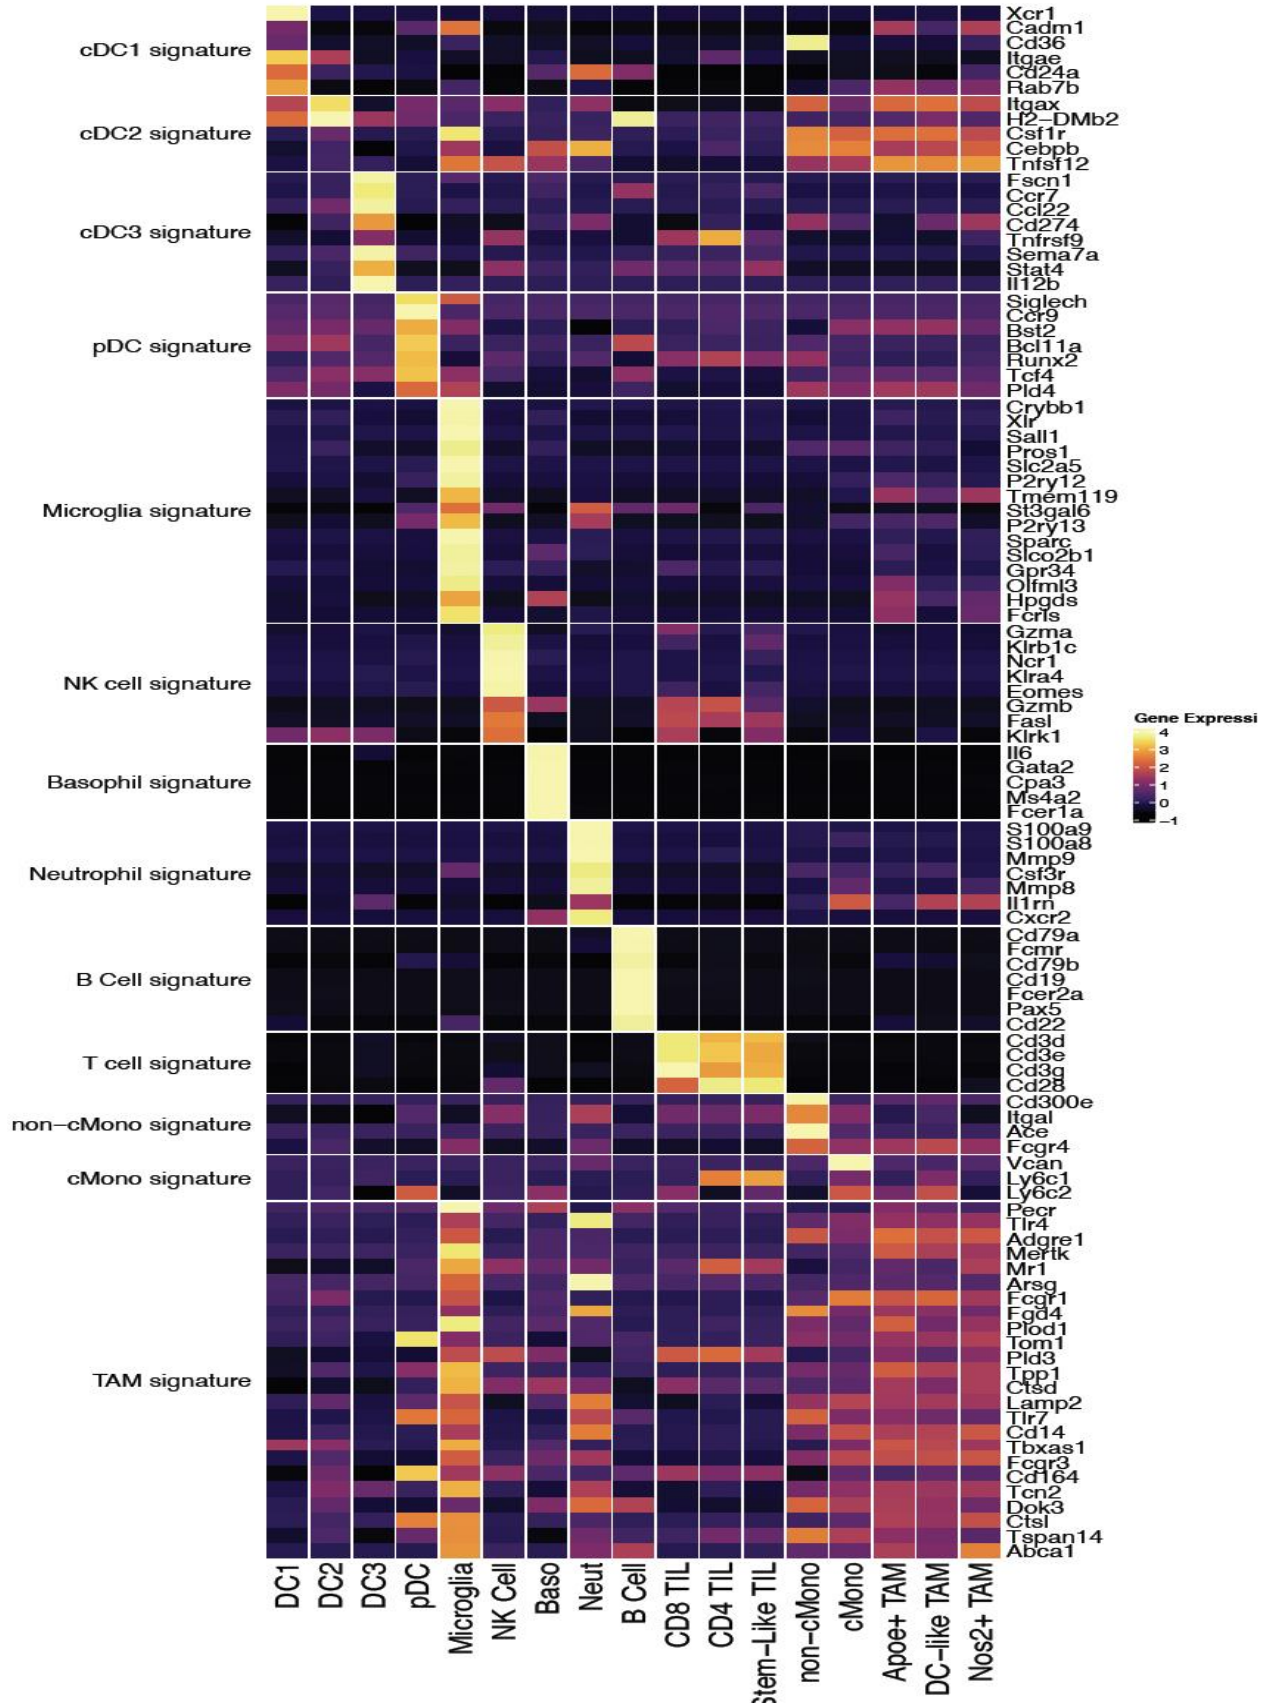 cDC1 signature
Xcr1
Cadm1
Cd36
Itgae
Cd24a
Rab7b
cDC2 signature
Itgax
H2-DMb2
Csf1r
Cebpb
Tnfsf12
cDC3 signature
Fscn1
Ccr7
Ccl22
Cd274
Tnfrsf9
Sema7a
Stat4
Il12b
pDC signature
Siglech
Ccr9
Bst2
Bcl11a
Runx2
Tcf4
Pld4
Microglia signature
Crybb1
Xlr
Sall1
Pros1
Slc2a5
P2ry12
Tmem119
St3gal6
P2ry13
Sparc
Slco2b1
Gpr34
Olfml3
Hpgds
Fcrls
NK cell signature
Gzma
Klrb1c
Ncr1
Klra4
Eomes
Gzmb
Fasl
Klrk1
Gene Expressi
4
3
2
1
0
-1
Basophil signature
Il6
Gata2
Cpa3
Ms4a2
Fcer1a
Neutrophil signature
S100a9
S100a8
Mmp9
Csf3r
Mmp8
Il1rn
Cxcr2
B Cell signature
Cd79a
Fcmr
Cd79b
Cd19
Fcer2a
Pax5
Cd22
T cell signature
Cd3d
Cd3e
Cd3g
Cd28
non-cMono signature
Cd300e
Itgal
Ace
Fcgr4
cMono signature
Vcan
Ly6c1
Ly6c2
TAM signature
Pecr
Tlr4
Adgre1
Mertk
Mr1
Arsg
Fcgr1
Fgd4
Plod1
Tom1
Pld3
Tpp1
Ctsd
Lamp2
Tlr7
Cd14
Tbxas1
Fcgr3
Cd164
Tcn2
Dok3
Ctsl
Tspan14
Abca1
DC1
DC2
DC3
pDC
Microglia
NK Cell
Baso
Neut
B Cell
CD8 TIL
CD4 TIL
Stem-Like TIL
non-cMono
cMono
Apoe+ TAM
DC-like TAM
Nos2+ TAM